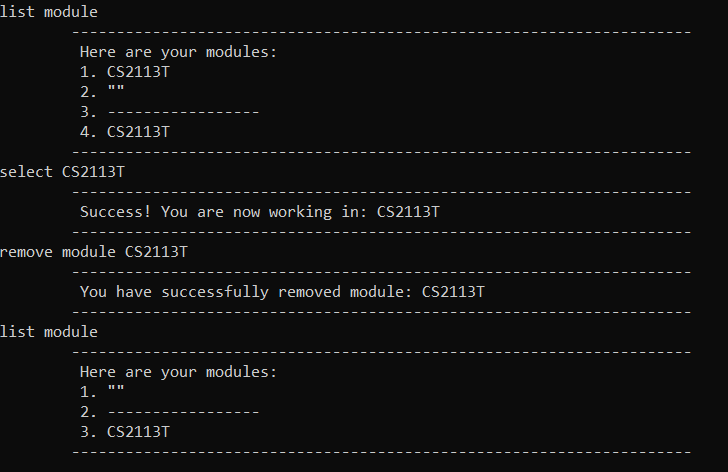 list module
---------------------------------------------------------------------
Here are your modules:
1. CS2113T
2. ""
3. -----------------
4. CS2113T
---------------------------------------------------------------------
select CS2113T
---------------------------------------------------------------------
Success! You are now working in: CS2113T
---------------------------------------------------------------------
remove module CS2113T
---------------------------------------------------------------------
You have successfully removed module: CS2113T
---------------------------------------------------------------------
list module
---------------------------------------------------------------------
Here are your modules:
1. ""
2. -----------------
3. CS2113T
---------------------------------------------------------------------